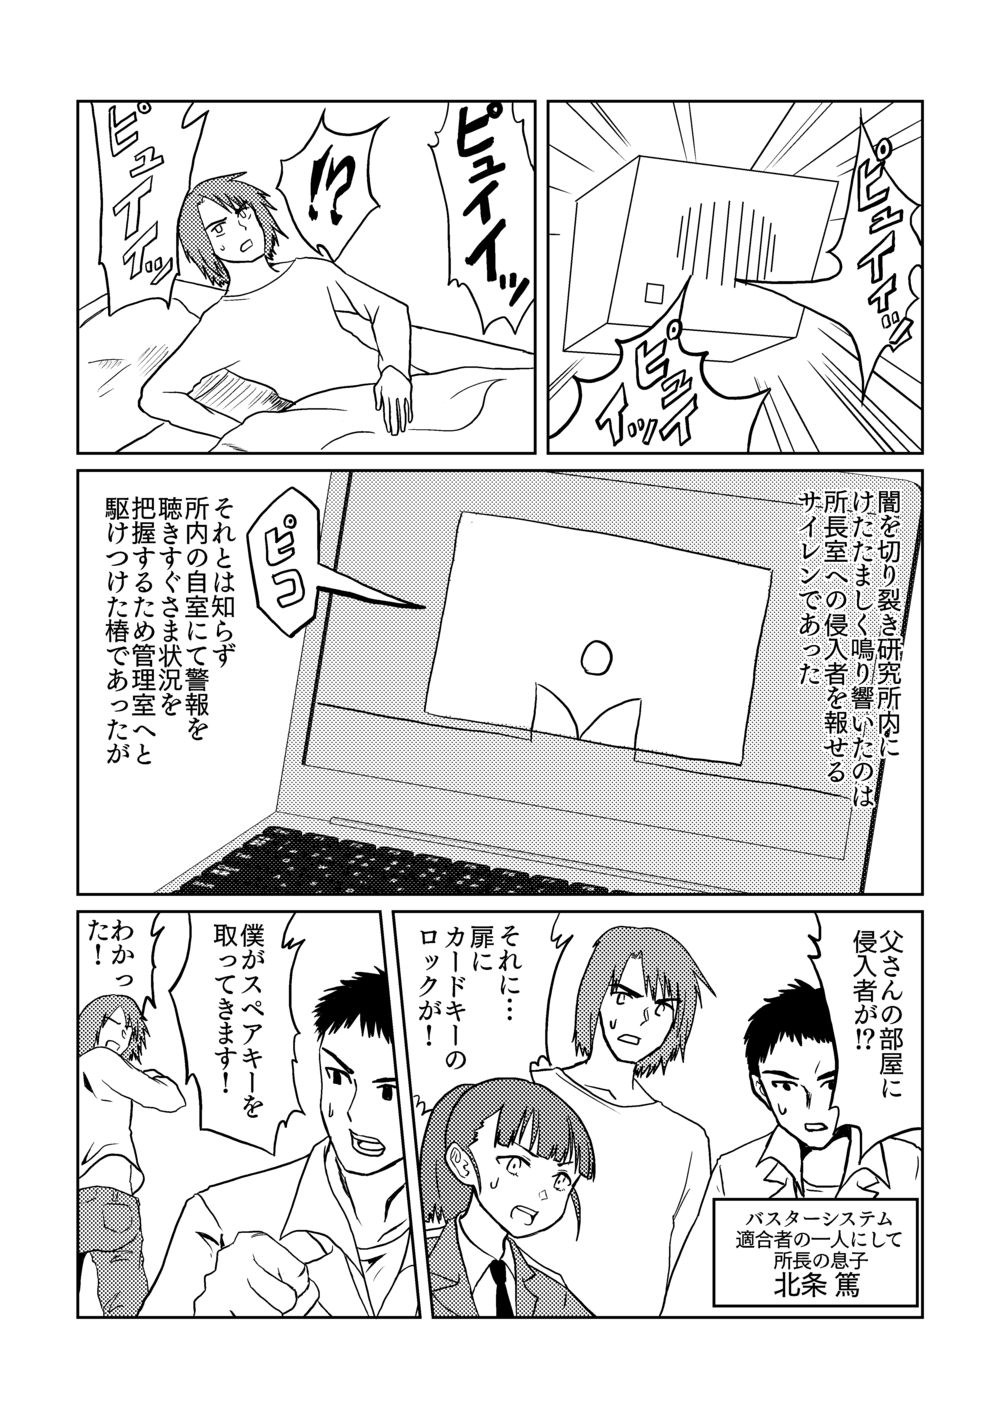 ピュイイッ
ピュイ
イッッ
ピュイイッ
!?
ピュイイッ
闇を切り裂き研究所内に
けたたましく鳴り響いたのは
所長室への侵入者を報せる
サイレンであった
ピコ
それとは知らず
所内の自室にて警報を
聴きすぐさま状況を
把握するため管理室へと
駆けつけた椿であったが
父さんの部屋に
侵入者が!?
バスターシステム
適合者の一人にして
所長の息子
北条 篤
それに…
扉に
カードキーの
ロックが!
僕がスペアキーを
取ってきます!
わかっ
た!